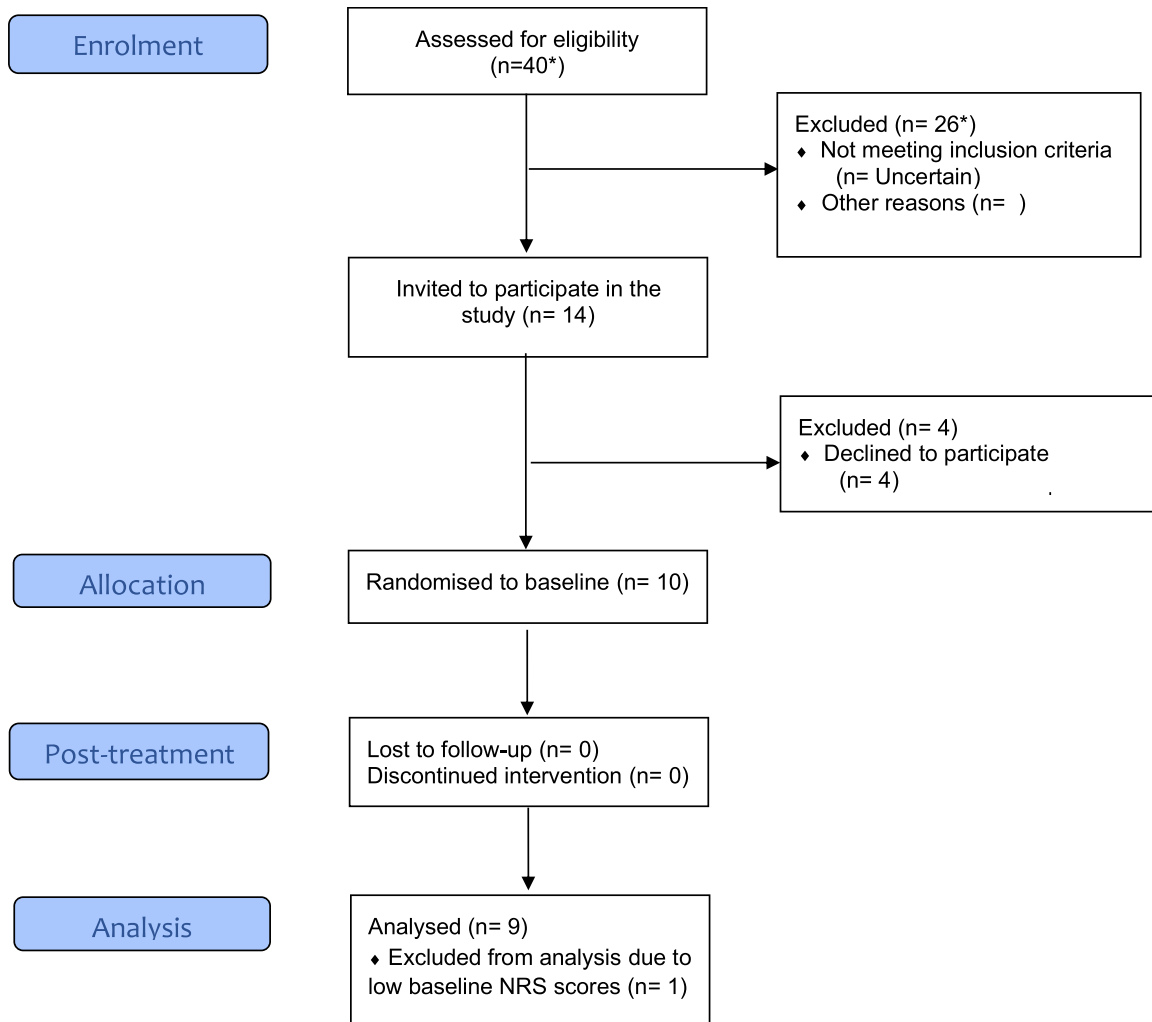 Enrolment
Assessed for eligibility
(n=40*)
Excluded (n= 26*)
♦ Not meeting inclusion criteria
(n= Uncertain)
♦ Other reasons (n=  )
Invited to participate in the
study (n= 14)
Excluded (n= 4)
♦ Declined to participate
(n= 4)
.
Allocation
Randomised to baseline (n= 10)
Post-treatment
Lost to follow-up (n= 0)
Discontinued intervention (n= 0)
Analysis
Analysed (n= 9)
♦ Excluded from analysis due to
low baseline NRS scores (n= 1)